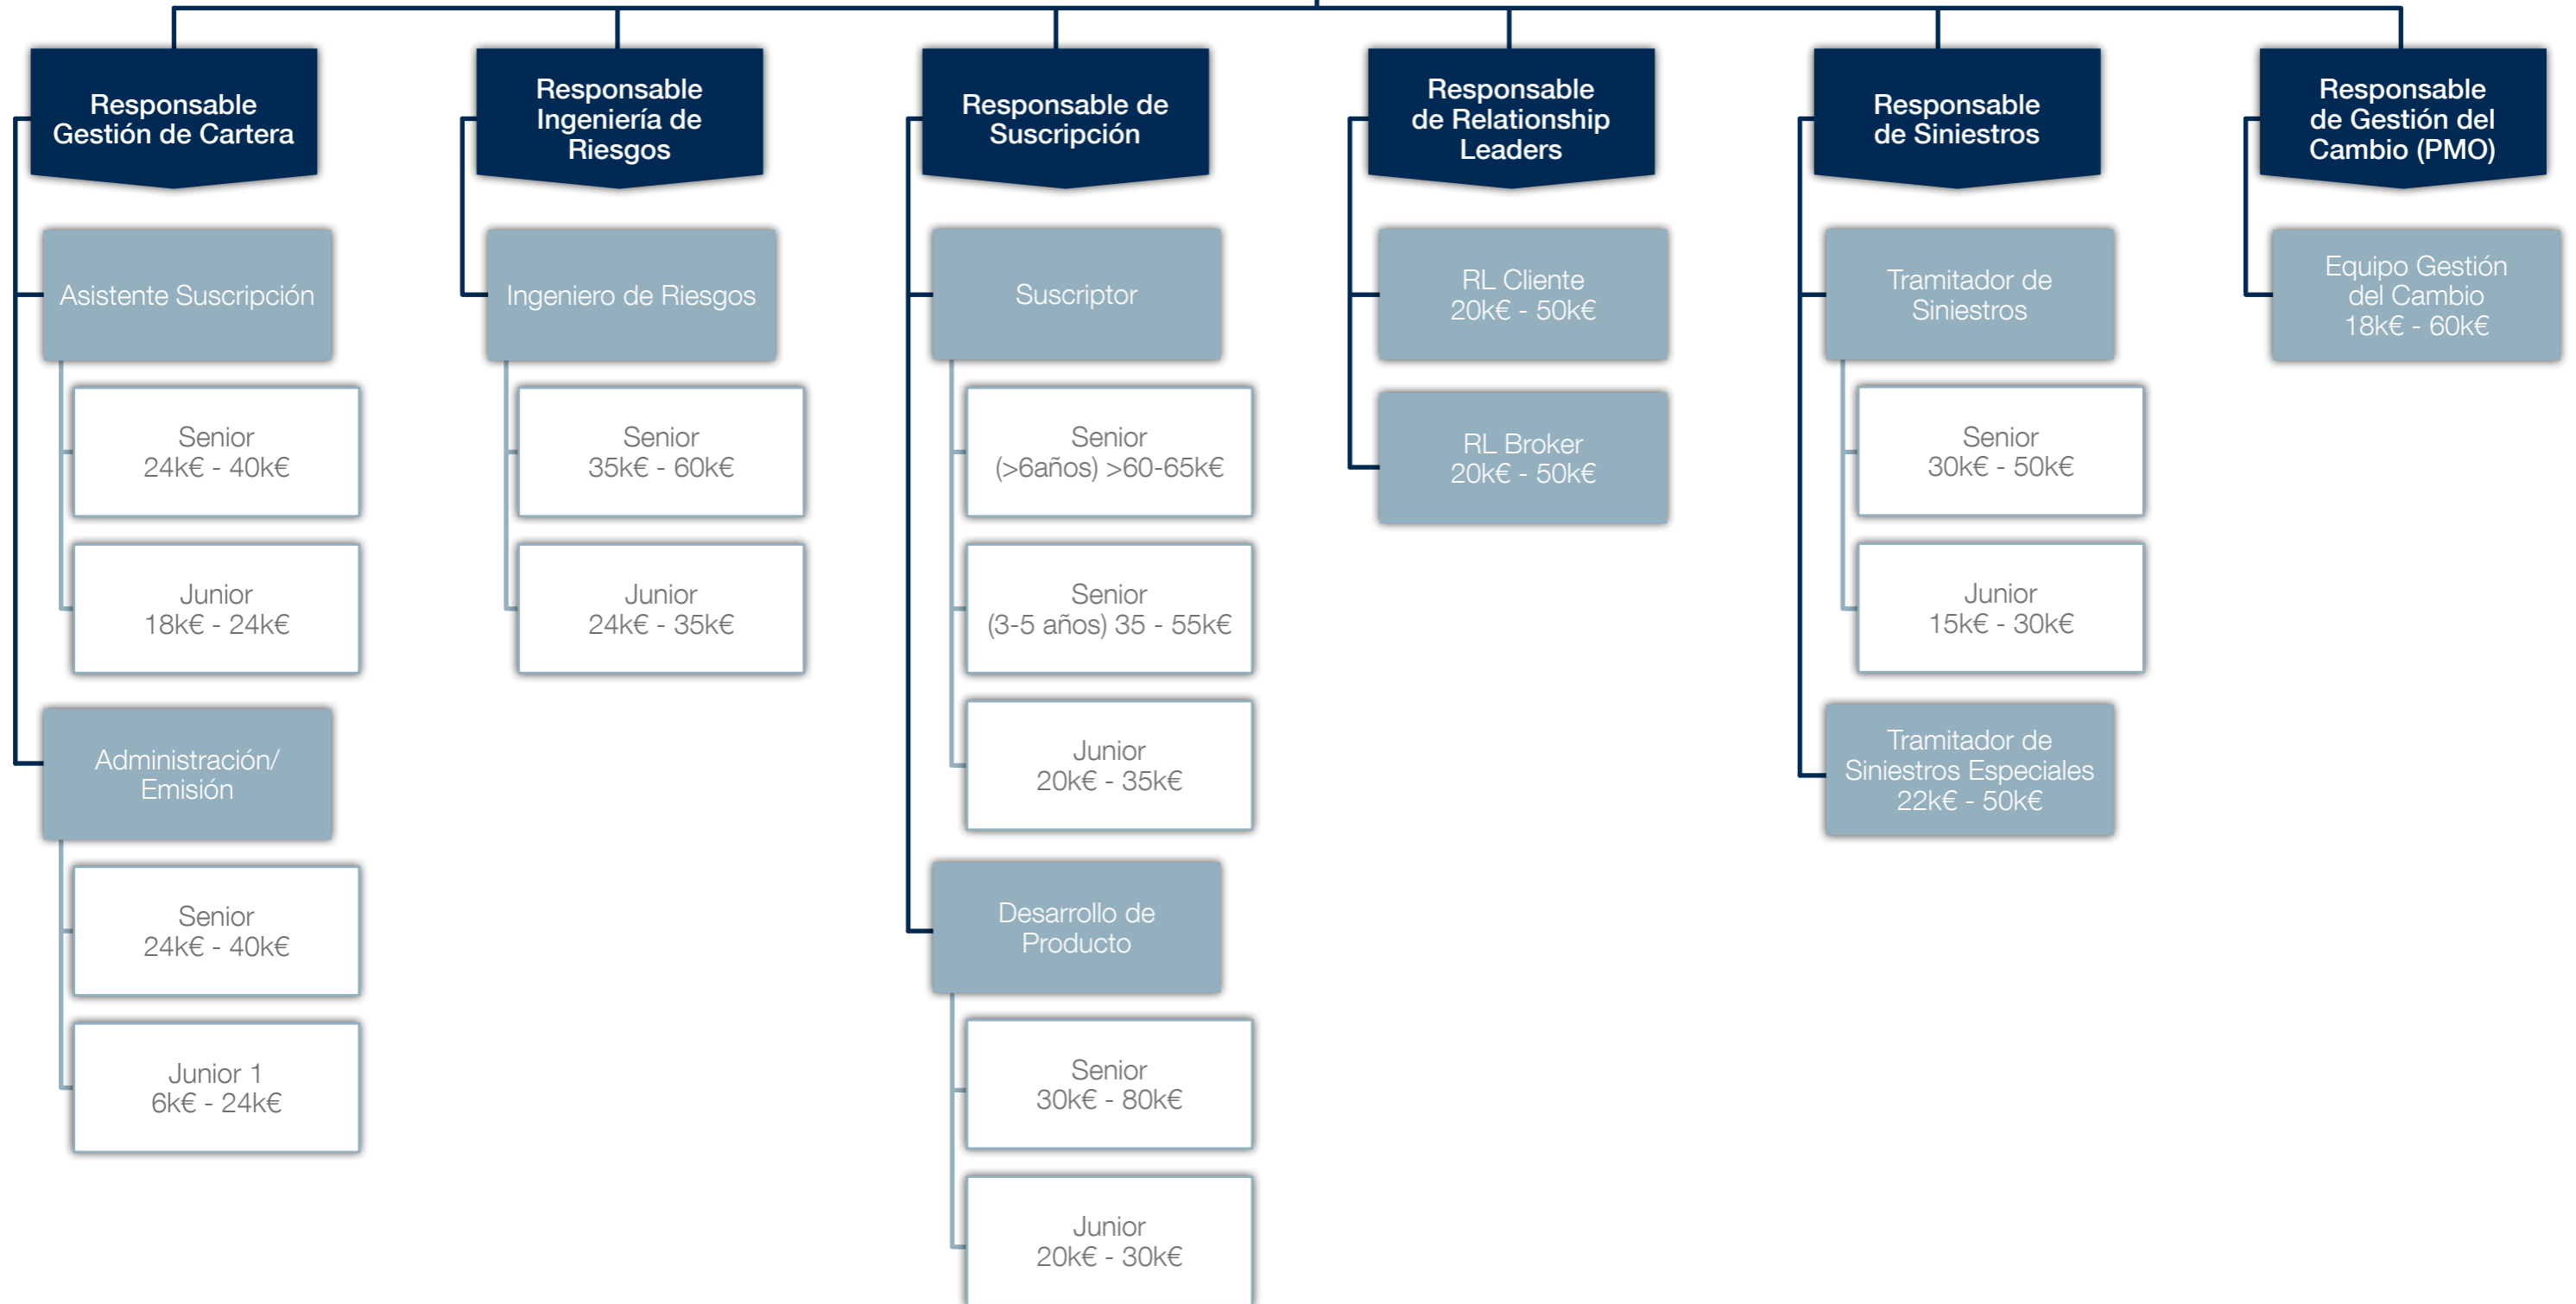 Responsable
Gestión de Cartera
Asistente Suscripción
Senior
24k€ - 40k€
Junior
18k€ - 24k€
Administración/
Emisión
Senior
24k€ - 40k€
Junior 1
6k€ - 24k€
Responsable
Ingeniería de
Riesgos
Ingeniero de Riesgos
Senior
35k€ - 60k€
Junior
24k€ - 35k€
Responsable de
Suscripción
Suscriptor
Senior
(>6años) >60-65k€
Senior
(3-5 años) 35 - 55k€
Junior
20k€ - 35k€
Desarrollo de
Producto
Senior
30k€ - 80k€
Junior
20k€ - 30k€
Responsable
de Relationship
Leaders
RL Cliente
20k€ - 50k€
RL Broker
20k€ - 50k€
Responsable
de Siniestros
Tramitador de
Siniestros
Senior
30k€ - 50k€
Junior
15k€ - 30k€
Tramitador de
Siniestros Especiales
22k€ - 50k€
Responsable
de Gestión del
Cambio (PMO)
Equipo Gestión
del Cambio
18k€ - 60k€